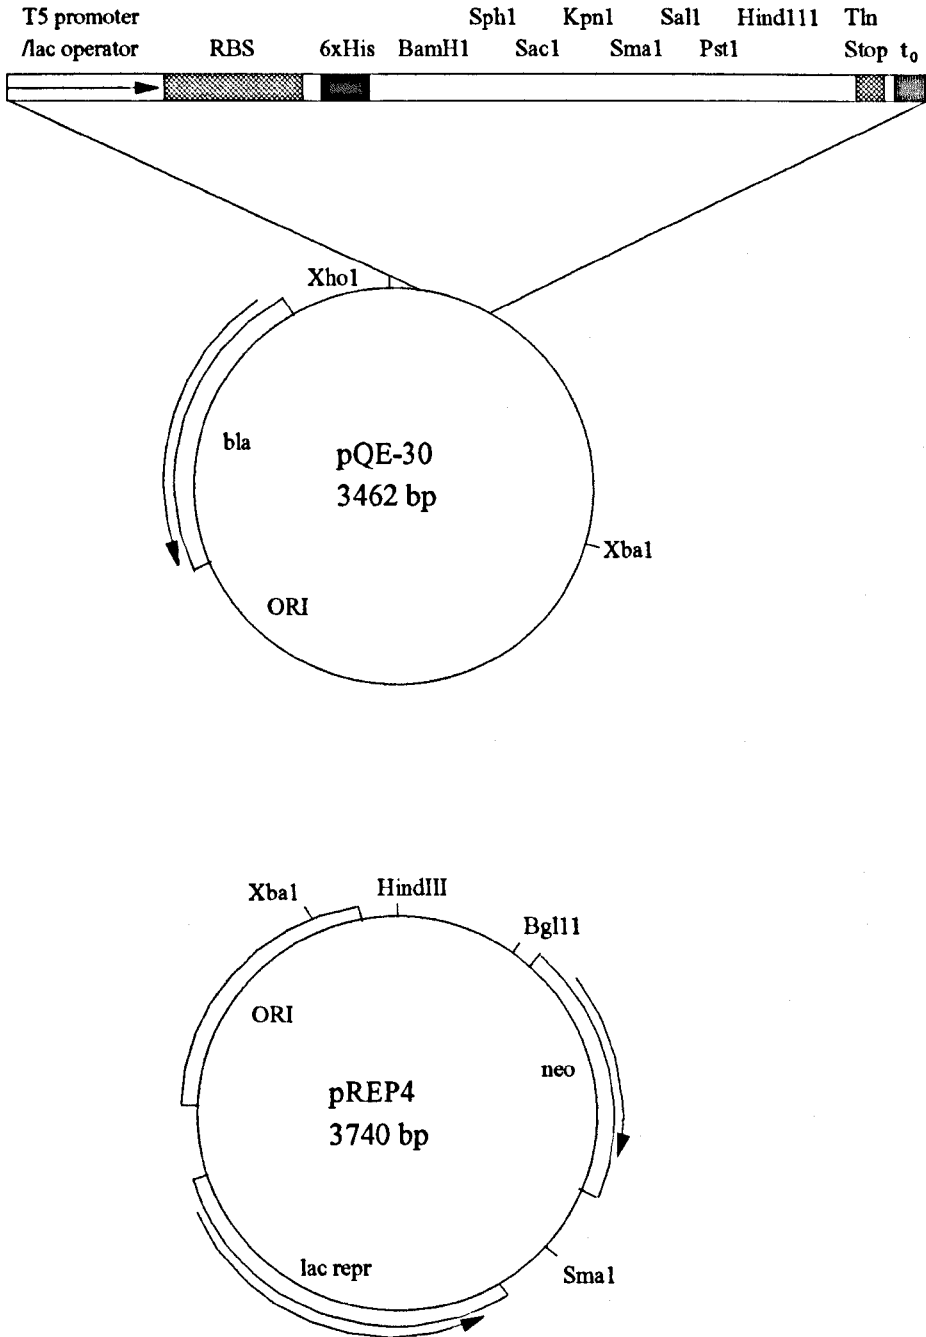 T5 promoter Sph1 Kpn1 Sal1 Hind111 Tln
/lac operator RBS 6xHis BamH1 Sac1 Sma1 Pst1 Stop t₀
Xho1
bla
pQE-30
3462 bp
Xba1
ORI
Xba1 HindIII
Bgl11
ORI
neo
pREP4
3740 bp
lac repr
Sma1